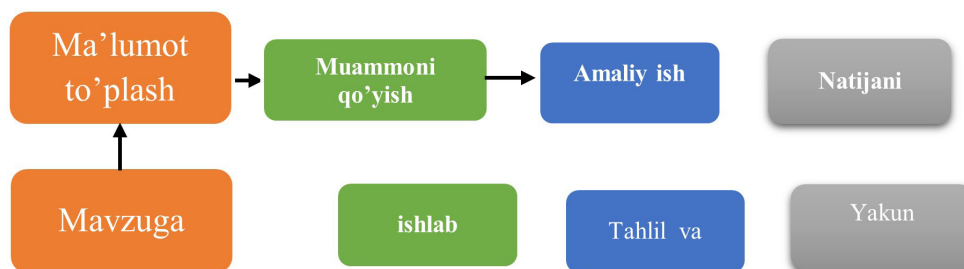 Ma’lumot
to’plash
Muammoni
qo’yish
Amaliy ish
Natijani
Mavzuga
ishlab
Tahlil va
Yakun